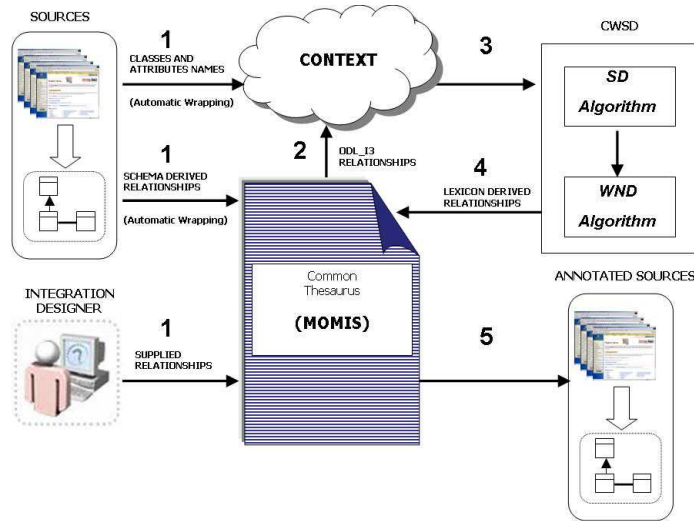 SOURCES
1
CLASSES AND
ATTRIBUTES NAMES
(Automatic Wrapping)
CONTEXT
3
CWSD
SD
Algorithm
WND
Algorithm
1
SCHEMA DERIVED
RELATIONSHIPS
(Automatic Wrapping)
2
ODL_I3
RELATIONSHIPS
4
LEXICON DERIVED
RELATIONSHIPS
Common
Thesaurus
(MOMIS)
INTEGRATION
DESIGNER
1
SUPPLIED
RELATIONSHIPS
5
ANNOTATED SOURCES